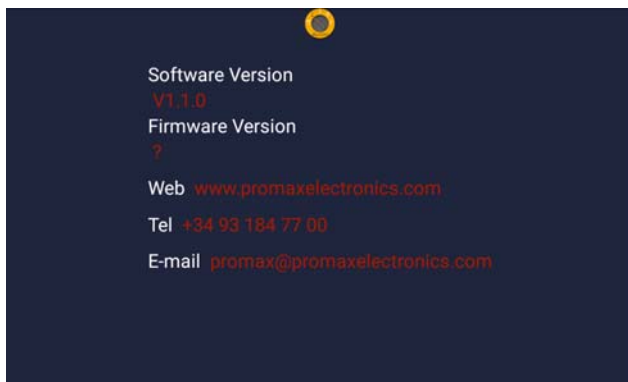 Software Version
V1.1.0
Firmware Version
?
Web www.promaxelectronics.com
Tel +34 93 184 77 00
E-mail promax@promaxelectronics.com